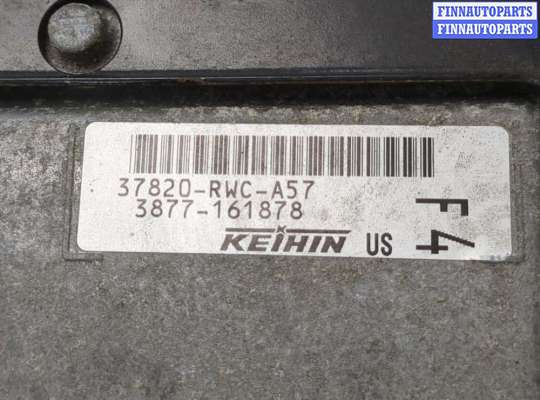 FINNAUTOPARTS
FINNAUTOPARTS
37820-RWC-A57
3877-161878
KEIHIN US
F4